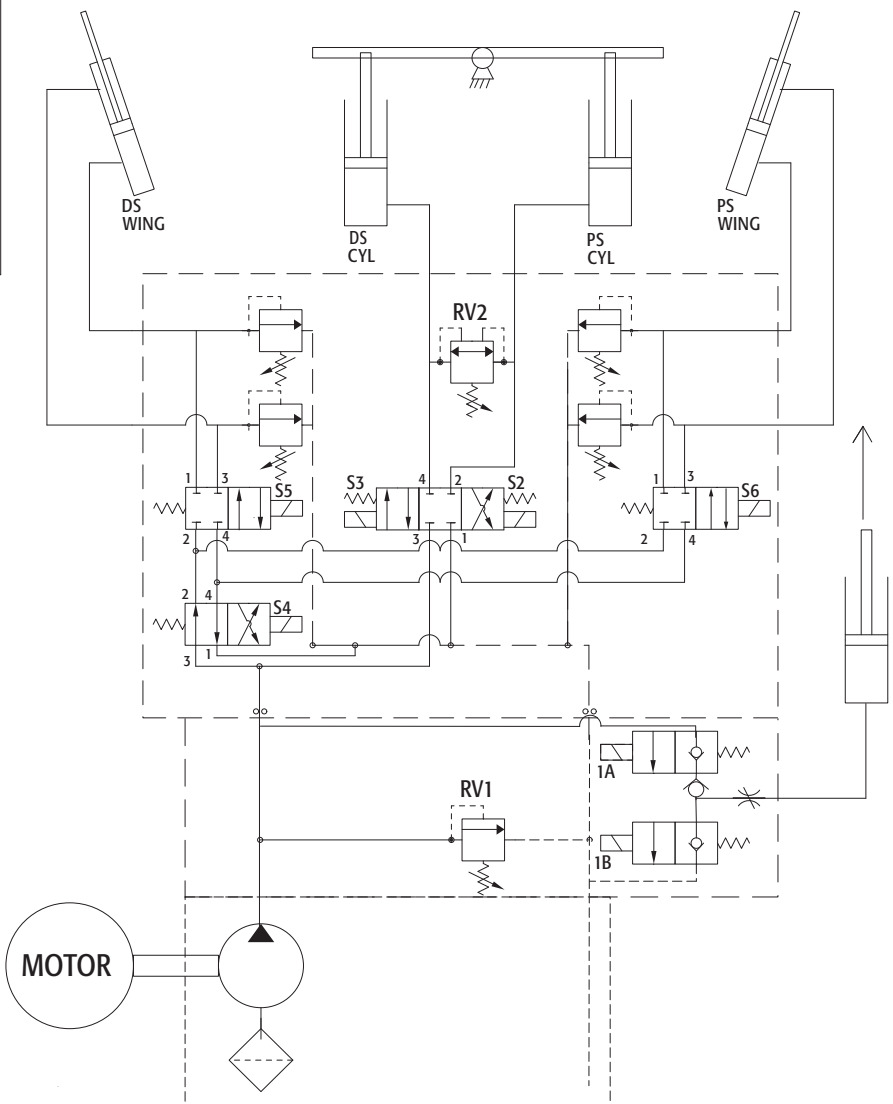 DS
WING
DS
CYL
PS
CYL
PS
WING
RV2
1 3
S5
S3
4 2
S2
1 3
S6
2 4
3 1
2 4
2 4
S4
3 1
1A
RV1
1B
MOTOR